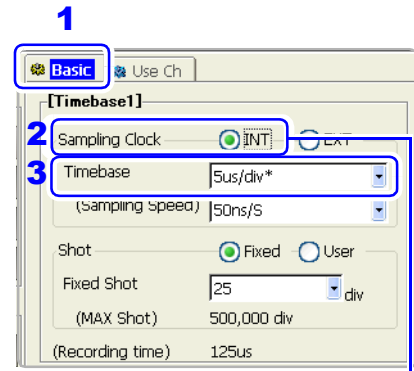 1
Basic Use Ch
[Timebase1]
2 Sampling Clock INT EXT
3 Timebase 5us/div*
(Sampling Speed) 50ns/S
Shot Fixed User
Fixed Shot 25 div
(MAX Shot) 500,000 div
(Recording time) 125us